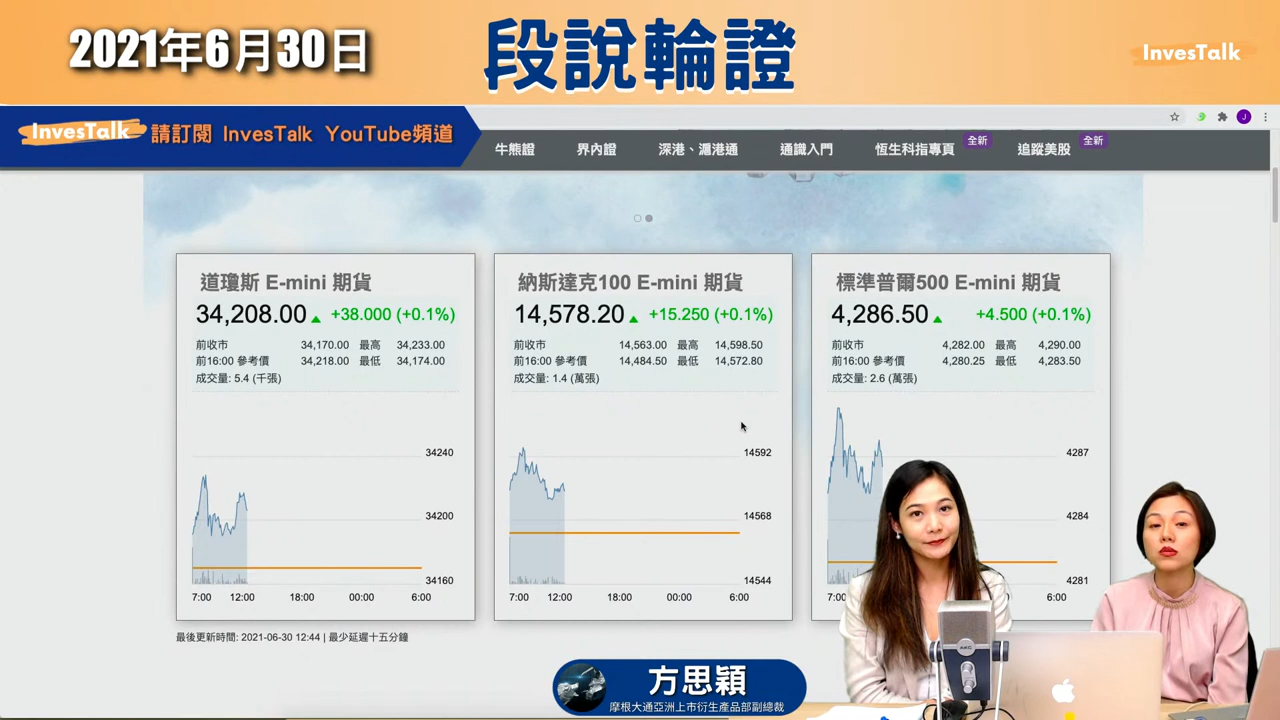 2021年6月30日
段說輪證
InvesTalk
InvesTalk 請訂閱 InvesTalk YouTube頻道
J
牛熊證 界內證 深港、滬港通 通識入門 恆生科指專頁 全新 追蹤美股 全新
道瓊斯 E-mini 期貨
34,208.00 +38.000 (+0.1%)
前收市 34,170.00 最高 34,233.00
前16:00 參考價 34,218.00 最低 34,174.00
成交量: 5.4 (千張)
34240
34200
34160
7:00 12:00 18:00 00:00 6:00
納斯達克100 E-mini 期貨
14,578.20 +15.250 (+0.1%)
前收市 14,563.00 最高 14,598.50
前16:00 參考價 14,484.50 最低 14,572.80
成交量: 1.4 (萬張)
14592
14568
14544
7:00 12:00 18:00 00:00 6:00
標準普爾500 E-mini 期貨
4,286.50 +4.500 (+0.1%)
前收市 4,282.00 最高 4,290.00
前16:00 參考價 4,280.25 最低 4,283.50
成交量: 2.6 (萬張)
4287
4284
4281
7:00 6:00
最後更新時間: 2021-06-30 12:44 | 最少延遲十五分鐘
AKG
方思穎
摩根大通亞洲上市衍生產品部副總裁